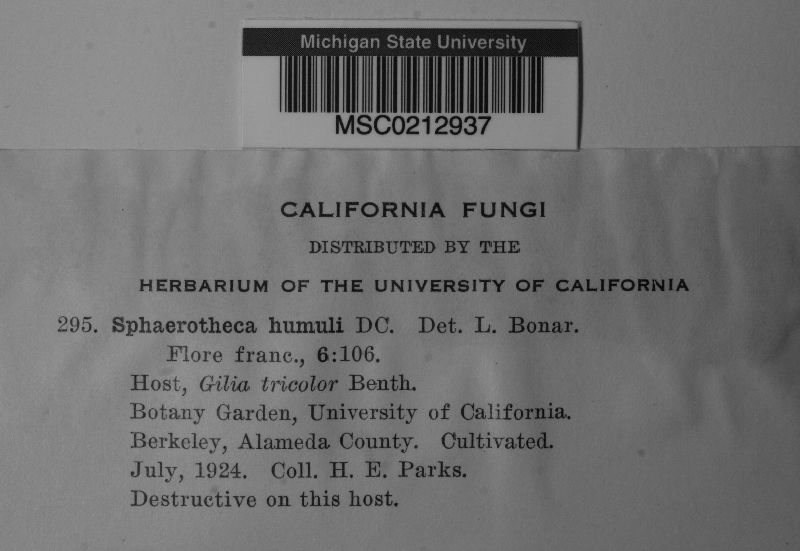 Michigan State University
MSC0212937
CALIFORNIA FUNGI
DISTRIBUTED BY THE
HERBARIUM OF THE UNIVERSITY OF CALIFORNIA
295. Sphaerotheca humuli DC. Det. L. Bonar.
Flore franc., 6:106.
Host, Gilia tricolor Benth.
Botany Garden, University of California.
Berkeley, Alameda County. Cultivated.
July, 1924. Coll. H. E. Parks.
Destructive on this host.